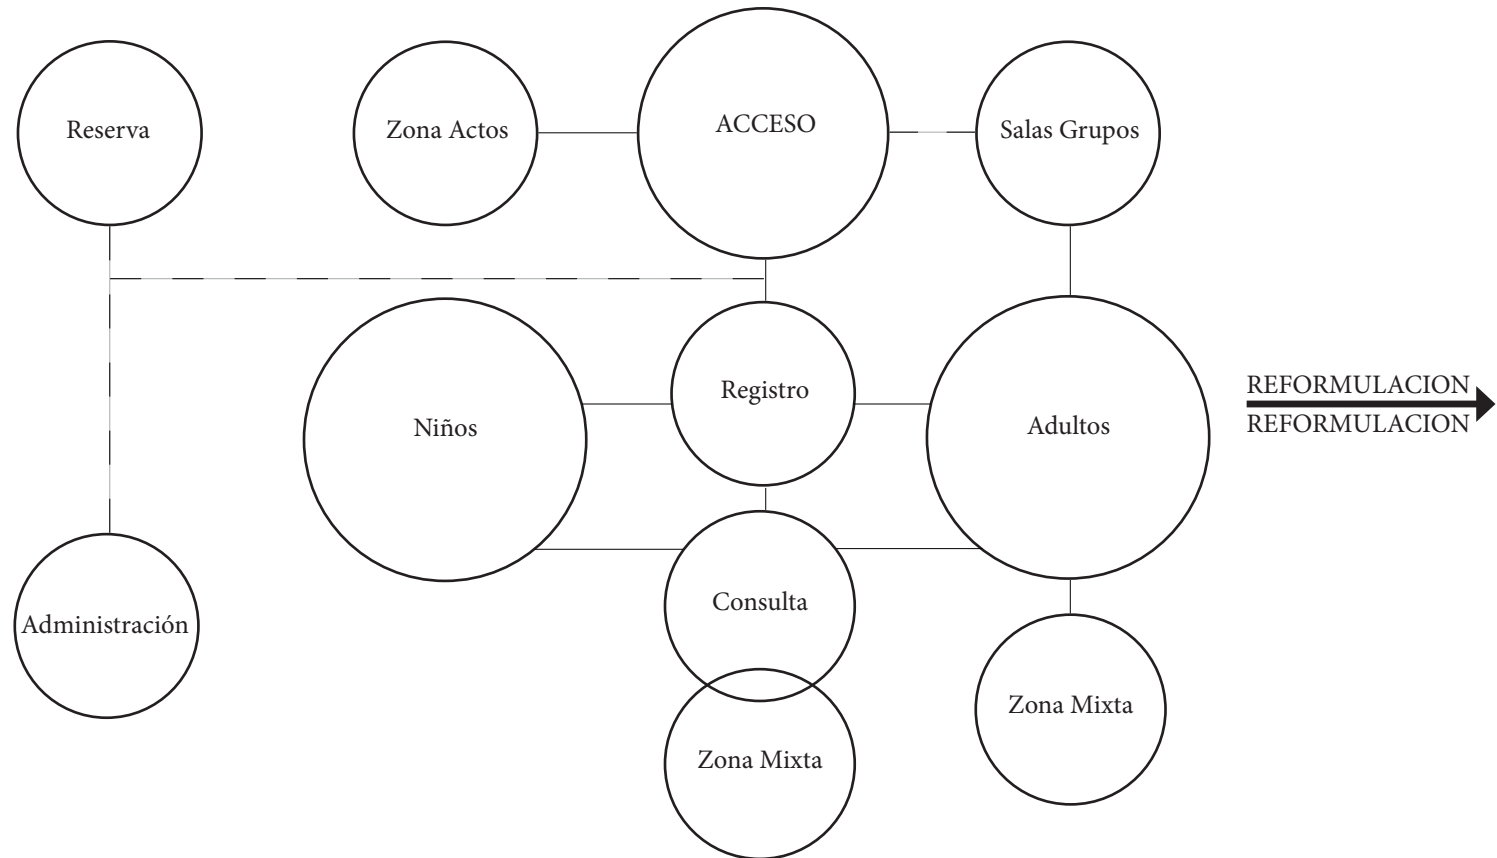 Reserva
Zona Actos
ACCESO
Salas Grupos
Niños
Registro
Adultos
REFORMULACION
REFORMULACION
Administración
Consulta
Zona Mixta
Zona Mixta